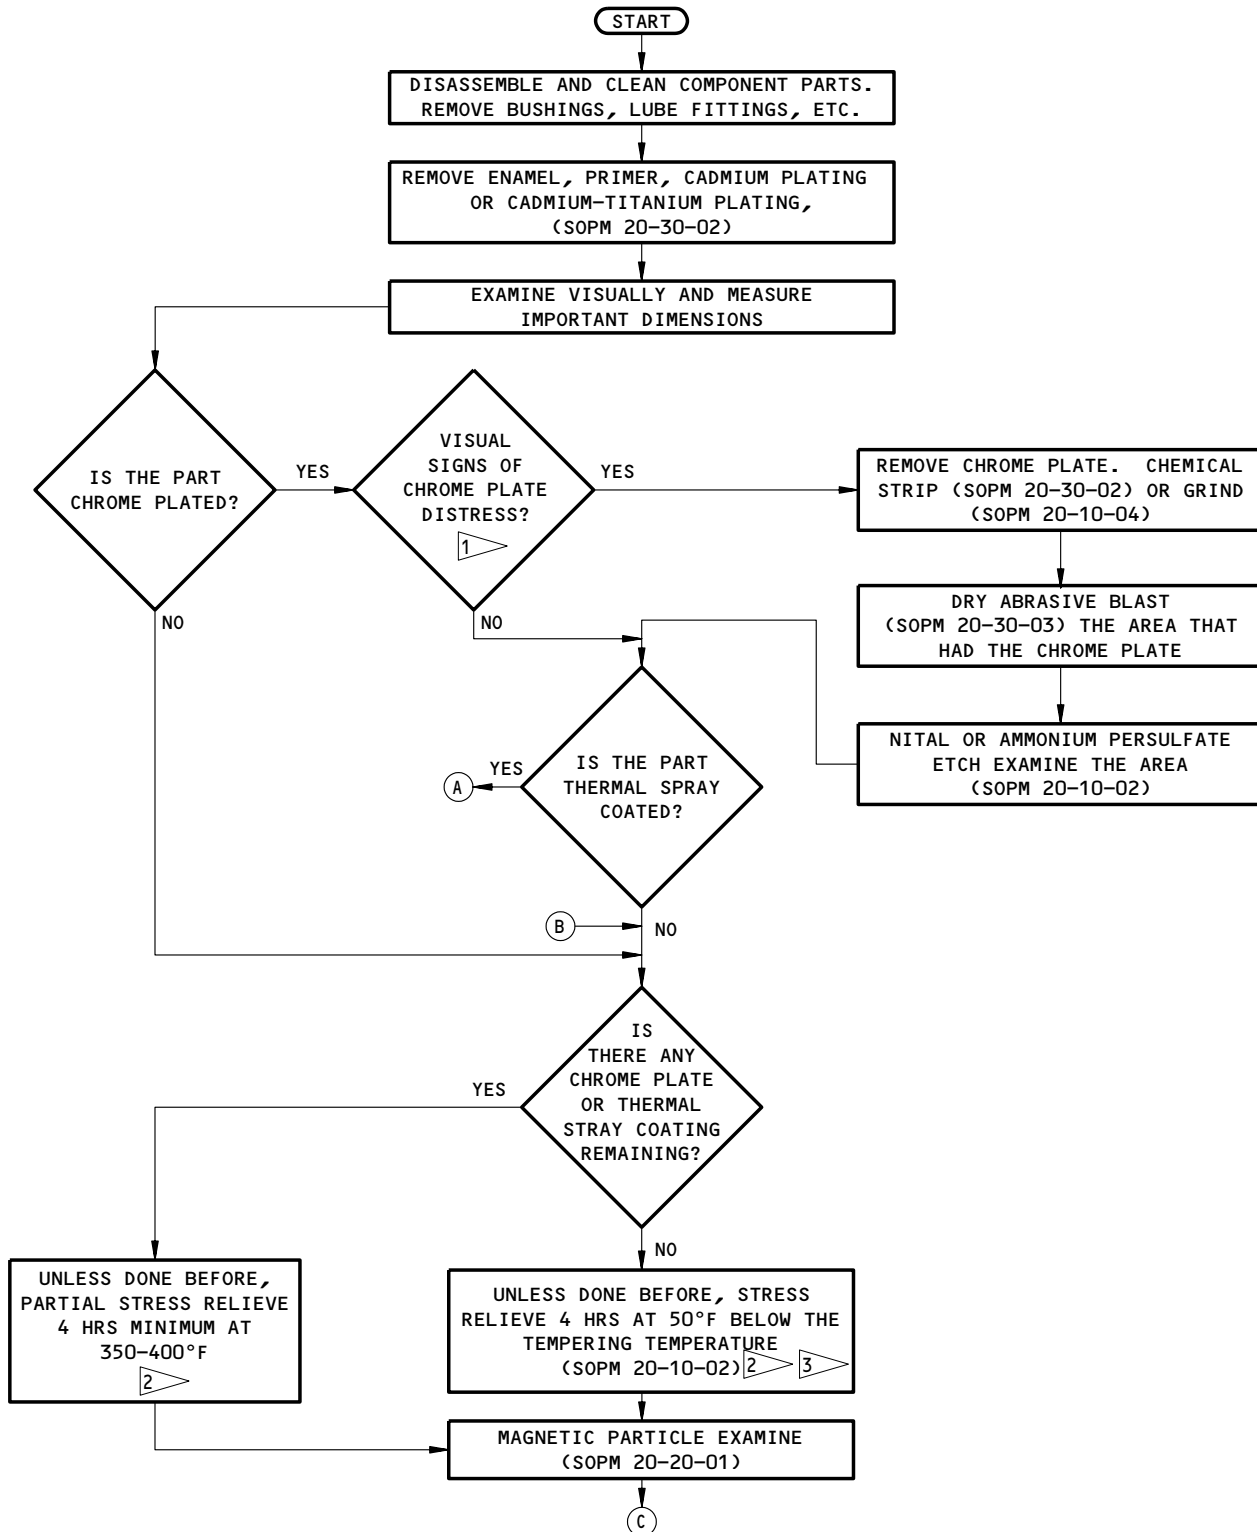 START
DISASSEMBLE AND CLEAN COMPONENT PARTS.
REMOVE BUSHINGS, LUBE FITTINGS, ETC.
REMOVE ENAMEL, PRIMER, CADMIUM PLATING
OR CADMIUM-TITANIUM PLATING,
(SOPM 20-30-02)
EXAMINE VISUALLY AND MEASURE
IMPORTANT DIMENSIONS
IS THE PART
CHROME PLATED?
YES
NO
VISUAL
SIGNS OF
CHROME PLATE
DISTRESS?
1
YES
NO
REMOVE CHROME PLATE. CHEMICAL
STRIP (SOPM 20-30-02) OR GRIND
(SOPM 20-10-04)
DRY ABRASIVE BLAST
(SOPM 20-30-03) THE AREA THAT
HAD THE CHROME PLATE
NITAL OR AMMONIUM PERSULFATE
ETCH EXAMINE THE AREA
(SOPM 20-10-02)
IS THE PART
THERMAL SPRAY
COATED?
YES
A
NO
B
IS
THERE ANY
CHROME PLATE
OR THERMAL
STRAY COATING
REMAINING?
YES
NO
UNLESS DONE BEFORE,
PARTIAL STRESS RELIEVE
4 HRS MINIMUM AT
350-400°F
2
UNLESS DONE BEFORE, STRESS
RELIEVE 4 HRS AT 50°F BELOW THE
TEMPERING TEMPERATURE
(SOPM 20-10-02) 2 3
MAGNETIC PARTICLE EXAMINE
(SOPM 20-20-01)
C